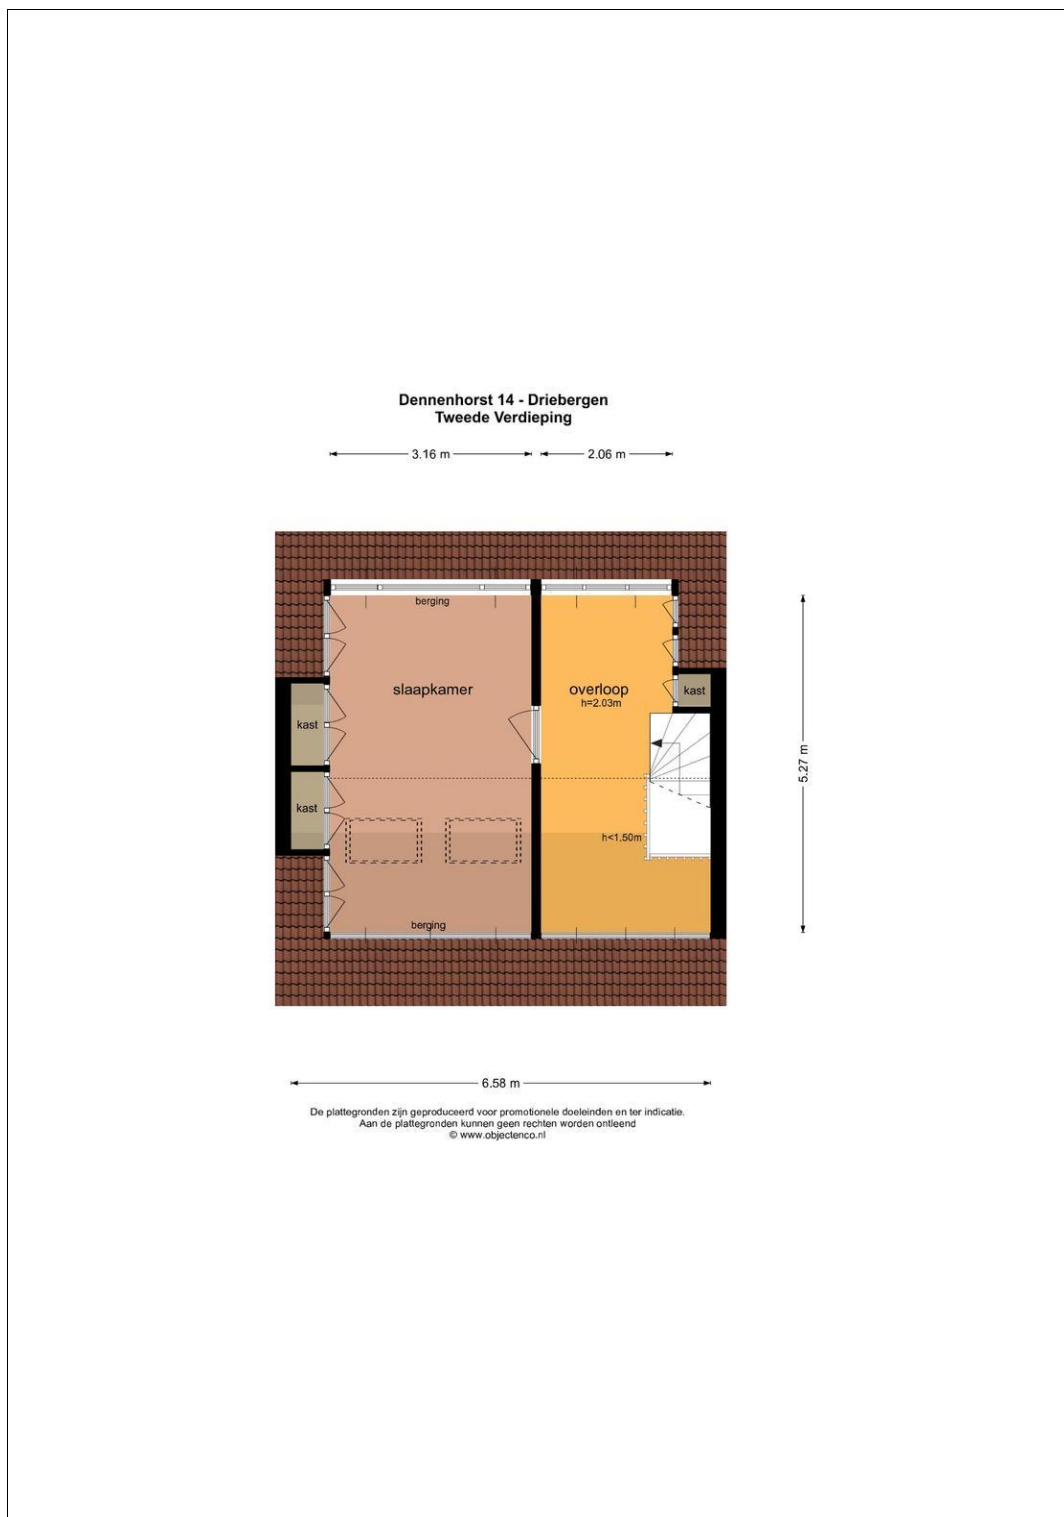 Dennenhorst 14 - Driebergen
Tweede Verdieping
3.16 m
2.06 m
berging
slaapkamer
overloop
h=2.03m
kast
kast
5.27 m
kast
h<1.50m
berging
6.58 m
De plattegronden zijn geproduceerd voor promotionele doeleinden en ter indicatie.
Aan de plattegronden kunnen geen rechten worden ontleend
© www.objectenco.nl